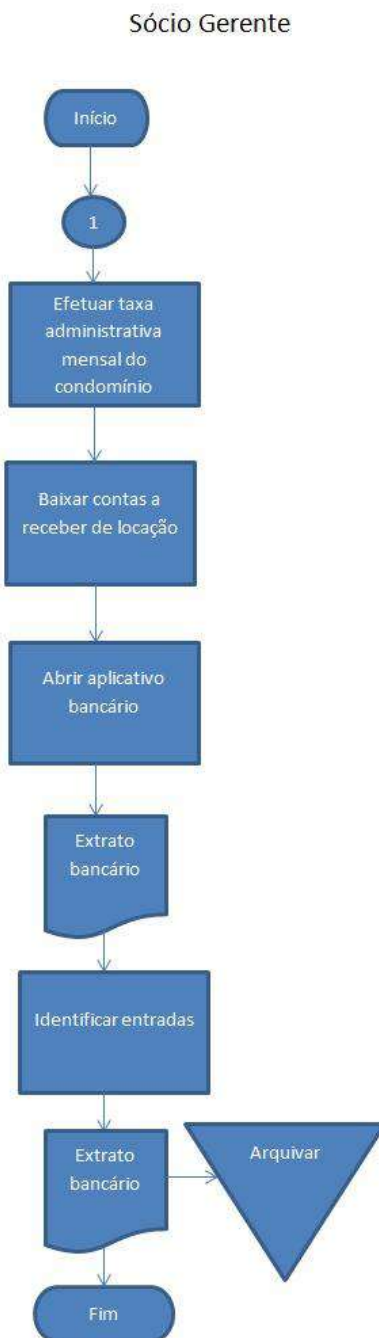 Sócio Gerente
Início
1
Efetuar taxa
administrativa
mensal do
condomínio
Baixar contas a
receber de locação
Abrir aplicativo
bancário
Extrato
bancário
Identificar entradas
Extrato
bancário
Arquivar
Fim